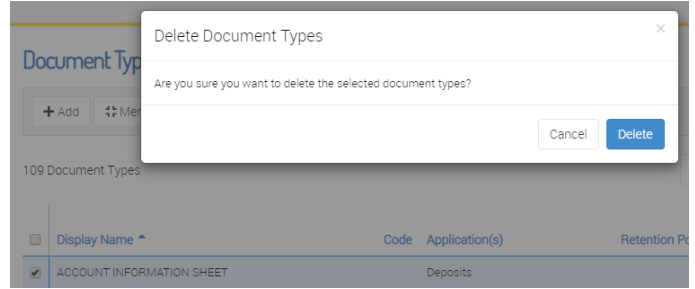 Delete Document Types ×
Document Typ
Are you sure you want to delete the selected document types?
+ Add Mer
Cancel Delete
109 Document Types
Display Name Code Application(s) Retention Po
ACCOUNT INFORMATION SHEET Deposits